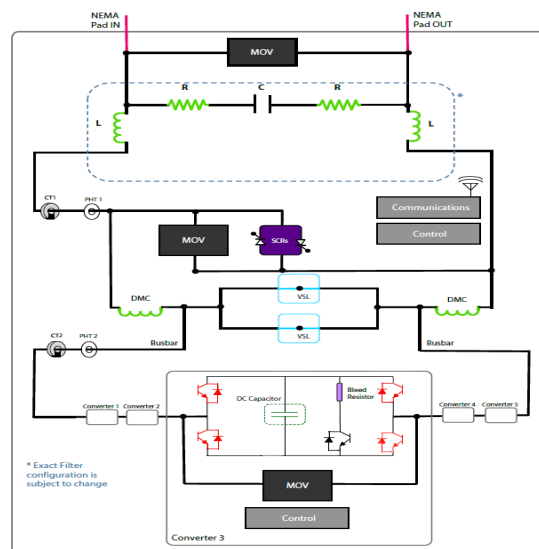 NEMA
Pad IN
NEMA
Pad OUT
MOV
R
C
R
*
L
L
CT1
PHT 1
Communications
Control
MOV
SCRs
DMC
VSL
DMC
VSL
CT2
PHT 2
Busbar
Busbar
Converter 1
Converter 2
DC Capacitor
Bleed
Resistor
Converter 4
Converter 5
* Exact Filter
configuration is
subject to change
MOV
Control
Converter 3